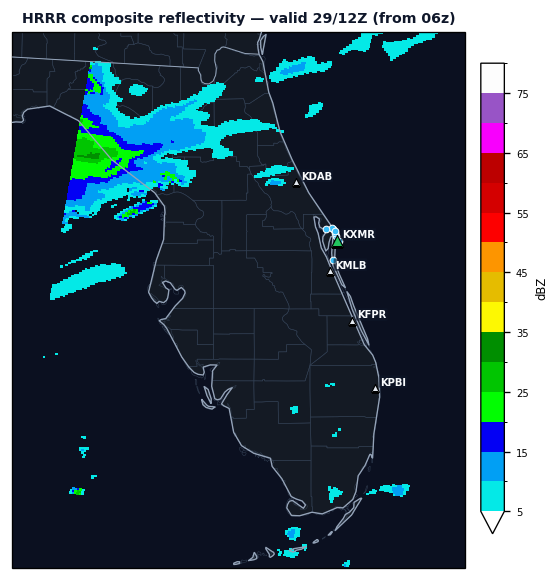 HRRR composite reflectivity — valid 29/12Z (from 06z)
KDAB
KXMR
KMLB
KFPR
KPBI
75
65
55
45
35
25
15
5
dBZ